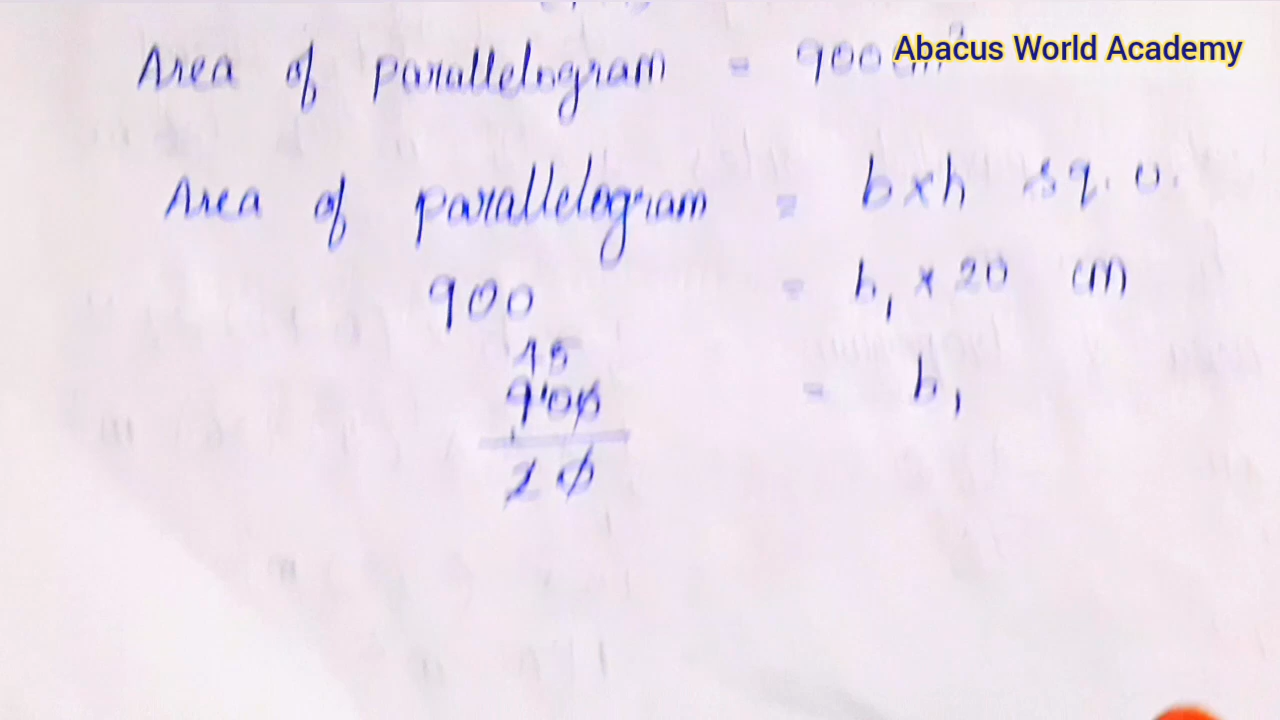 Abacus World Academy
Area of parallelogram = 900 cm²
Area of parallelogram = b x h sq. u.
900 = b₁ x 20 cm
45
900 = b₁
20